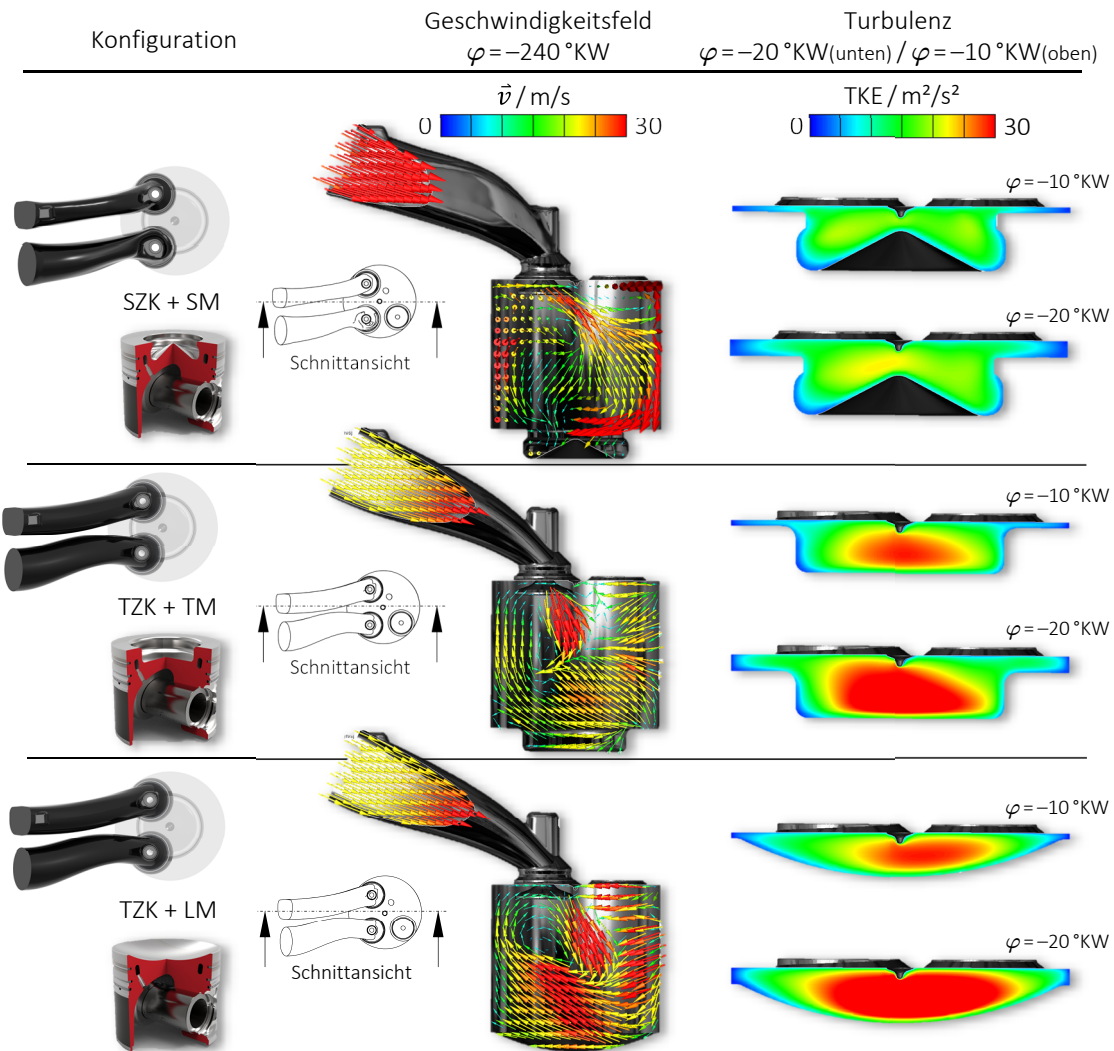 Konfiguration
Geschwindigkeitsfeld
φ = −240 °KW
Turbulenz
φ = −20 °KW(unten) / φ = −10 °KW(oben)
v⃗ / m/s
0 30
TKE / m²/s²
0 30
SZK + SM
Schnittansicht
φ = −10 °KW
φ = −20 °KW
TZK + TM
Schnittansicht
φ = −10 °KW
φ = −20 °KW
TZK + LM
Schnittansicht
φ = −10 °KW
φ = −20 °KW